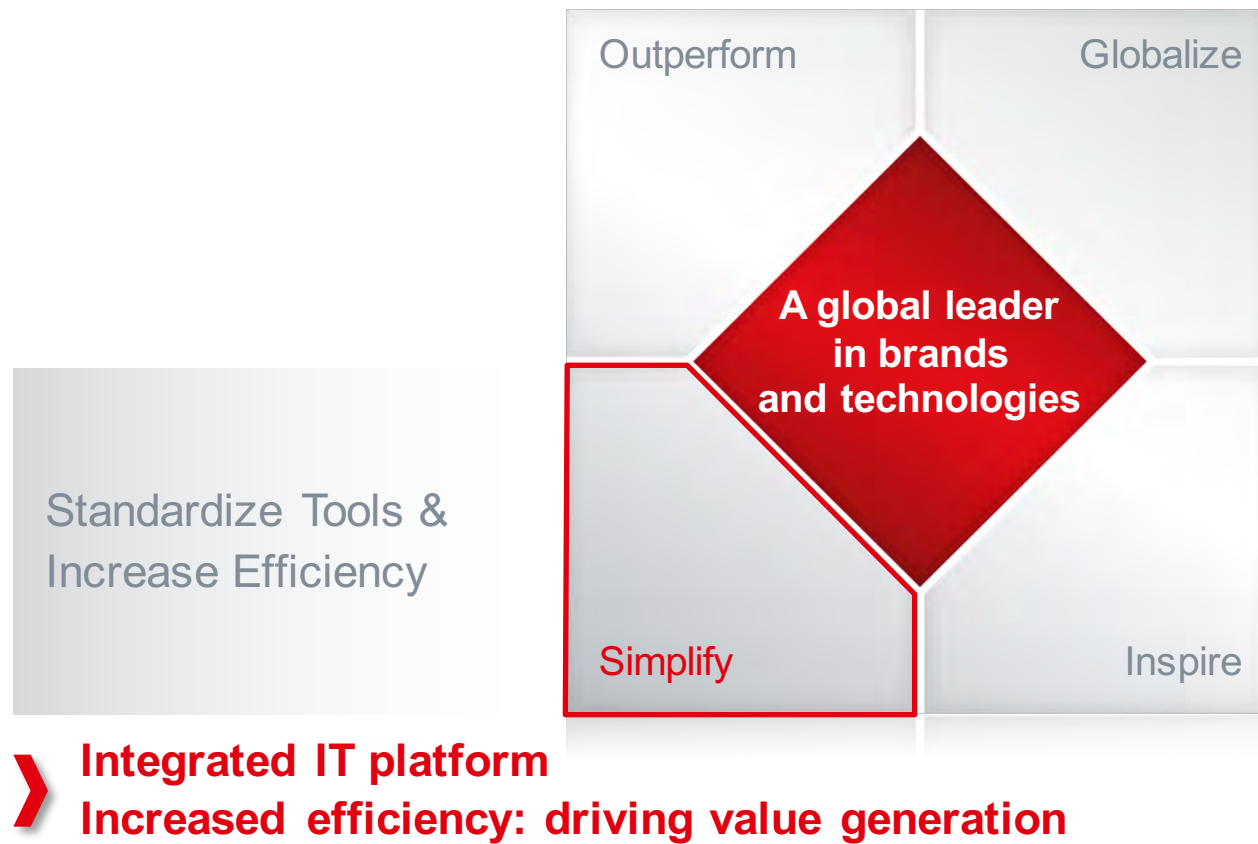 Outperform
Globalize
A global leader
in brands
and technologies
Standardize Tools &
Increase Efficiency
Simplify
Inspire
Integrated IT platform
Increased efficiency: driving value generation